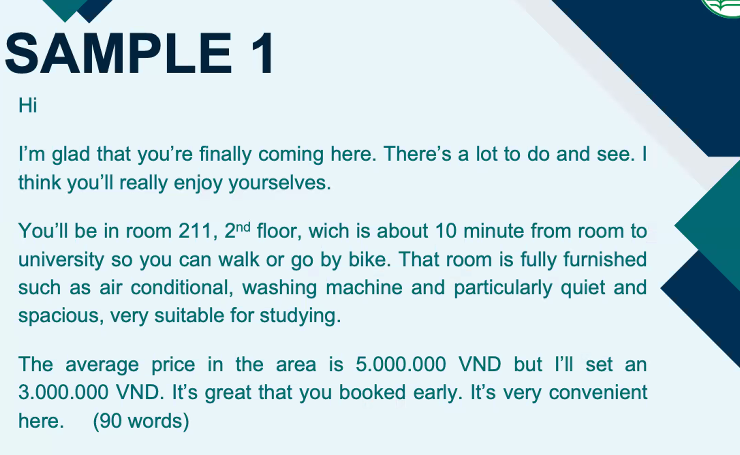 SAMPLE 1
Hi
I’m glad that you’re finally coming here. There’s a lot to do and see. I
think you’ll really enjoy yourselves.
You’ll be in room 211, 2nd floor, wich is about 10 minute from room to
university so you can walk or go by bike. That room is fully furnished
such as air conditional, washing machine and particularly quiet and
spacious, very suitable for studying.
The average price in the area is 5.000.000 VND but I’ll set an
3.000.000 VND. It’s great that you booked early. It’s very convenient
here. (90 words)